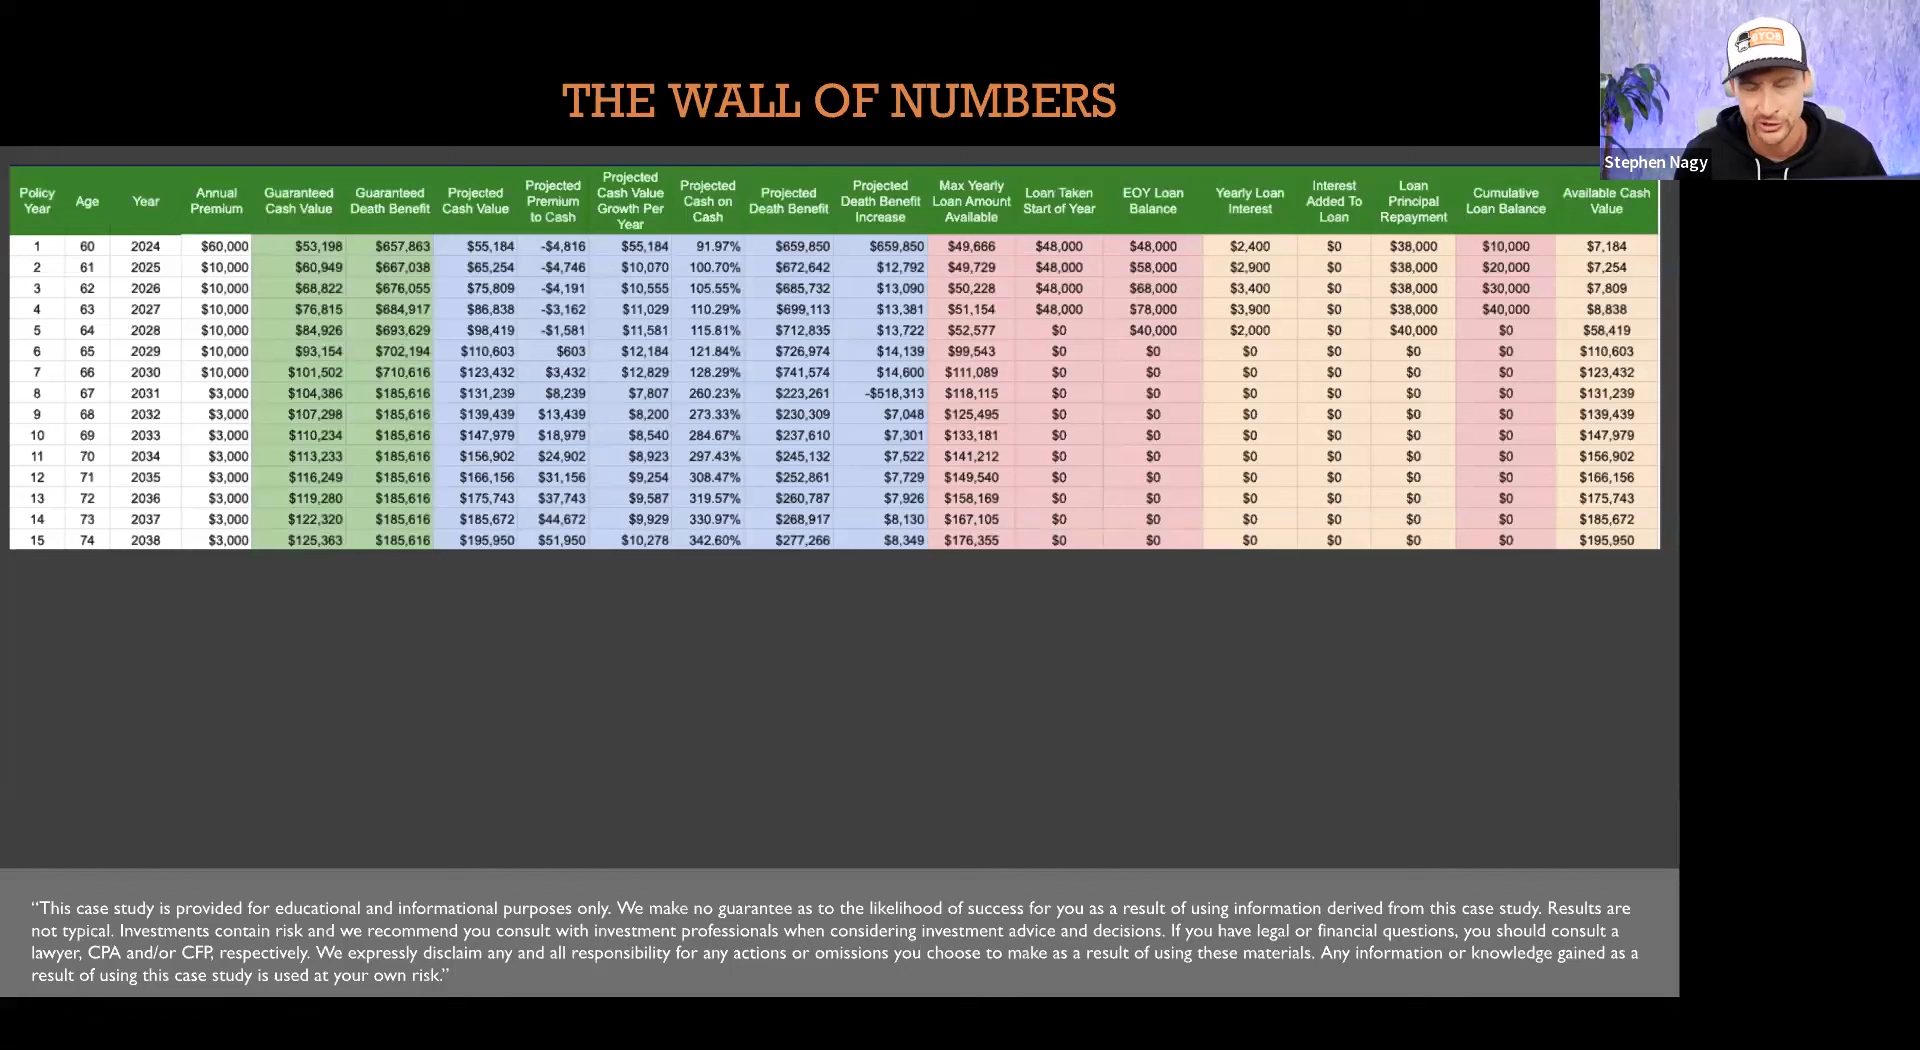 THE WALL OF NUMBERS
BYOB
Stephen Nagy
Policy Year Age Year Annual Premium Guaranteed Cash Value Guaranteed Death Benefit Projected Cash Value Projected Premium to Cash Projected Cash Value Growth Per Year Projected Cash on Cash Projected Death Benefit Projected Death Benefit Increase Max Yearly Loan Amount Available Loan Taken Start of Year EOY Loan Balance Yearly Loan Interest Interest Added To Loan Loan Principal Repayment Cumulative Loan Balance Available Cash Value
1 60 2024 $60,000 $53,198 $657,863 $55,184 -$4,816 $55,184 91.97% $659,850 $659,850 $49,666 $48,000 $48,000 $2,400 $0 $38,000 $10,000 $7,184
2 61 2025 $10,000 $60,949 $667,038 $65,254 -$4,746 $10,070 100.70% $672,642 $12,792 $49,729 $48,000 $58,000 $2,900 $0 $38,000 $20,000 $7,254
3 62 2026 $10,000 $68,822 $676,055 $75,809 -$4,191 $10,555 105.55% $685,732 $13,090 $50,228 $48,000 $68,000 $3,400 $0 $38,000 $30,000 $7,809
4 63 2027 $10,000 $76,815 $684,917 $86,838 -$3,162 $11,029 110.29% $699,113 $13,381 $51,154 $48,000 $78,000 $3,900 $0 $38,000 $40,000 $8,838
5 64 2028 $10,000 $84,926 $693,629 $98,419 -$1,581 $11,581 115.81% $712,835 $13,722 $52,577 $0 $40,000 $2,000 $0 $40,000 $0 $58,419
6 65 2029 $10,000 $93,154 $702,194 $110,603 $603 $12,184 121.84% $726,974 $14,139 $99,543 $0 $0 $0 $0 $0 $0 $110,603
7 66 2030 $10,000 $101,502 $710,616 $123,432 $3,432 $12,829 128.29% $741,574 $14,600 $111,089 $0 $0 $0 $0 $0 $0 $123,432
8 67 2031 $3,000 $104,386 $185,616 $131,239 $8,239 $7,807 260.23% $223,261 -$518,313 $118,115 $0 $0 $0 $0 $0 $0 $131,239
9 68 2032 $3,000 $107,298 $185,616 $139,439 $13,439 $8,200 273.33% $230,309 $7,048 $125,495 $0 $0 $0 $0 $0 $0 $139,439
10 69 2033 $3,000 $110,234 $185,616 $147,979 $18,979 $8,540 284.67% $237,610 $7,301 $133,181 $0 $0 $0 $0 $0 $0 $147,979
11 70 2034 $3,000 $113,233 $185,616 $156,902 $24,902 $8,923 297.43% $245,132 $7,522 $141,212 $0 $0 $0 $0 $0 $0 $156,902
12 71 2035 $3,000 $116,249 $185,616 $166,156 $31,156 $9,254 308.47% $252,861 $7,729 $149,540 $0 $0 $0 $0 $0 $0 $166,156
13 72 2036 $3,000 $119,280 $185,616 $175,743 $37,743 $9,587 319.57% $260,787 $7,926 $158,169 $0 $0 $0 $0 $0 $0 $175,743
14 73 2037 $3,000 $122,320 $185,616 $185,672 $44,672 $9,929 330.97% $268,917 $8,130 $167,105 $0 $0 $0 $0 $0 $0 $185,672
15 74 2038 $3,000 $125,363 $185,616 $195,950 $51,950 $10,278 342.60% $277,266 $8,349 $176,355 $0 $0 $0 $0 $0 $0 $195,950
“This case study is provided for educational and informational purposes only. We make no guarantee as to the likelihood of success for you as a result of using information derived from this case study. Results are
not typical. Investments contain risk and we recommend you consult with investment professionals when considering investment advice and decisions. If you have legal or financial questions, you should consult a
lawyer, CPA and/or CFP, respectively. We expressly disclaim any and all responsibility for any actions or omissions you choose to make as a result of using these materials. Any information or knowledge gained as a
result of using this case study is used at your own risk.”